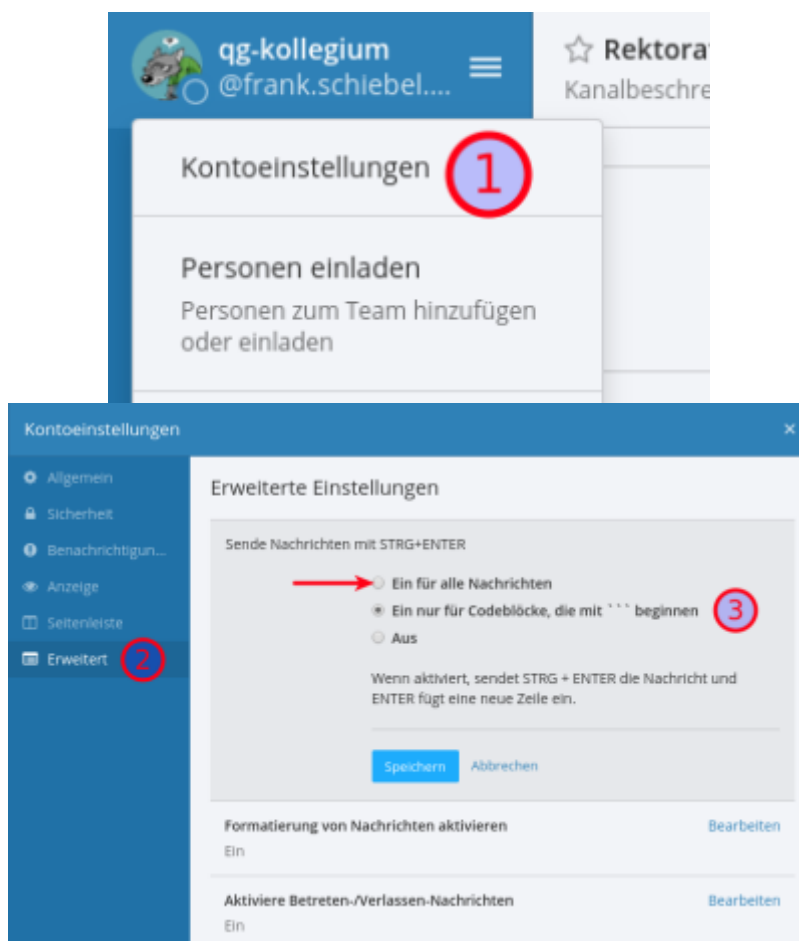 qg-kollegium
@frank.schiebel....
Rektora
Kanalbeschre
Kontoeinstellungen
1
Personen einladen
Personen zum Team hinzufügen
oder einladen
Kontoeinstellungen
×
Allgemein
Sicherheit
Benachrichtigun...
Anzeige
Seitenleiste
Erweitert
2
Erweiterte Einstellungen
Sende Nachrichten mit STRG+ENTER
Ein für alle Nachrichten
Ein nur für Codeblöcke, die mit ``` beginnen
3
Aus
Wenn aktiviert, sendet STRG + ENTER die Nachricht und
ENTER fügt eine neue Zeile ein.
Speichern Abbrechen
Formatierung von Nachrichten aktivieren Bearbeiten
Ein
Aktiviere Betreten-/Verlassen-Nachrichten Bearbeiten
Ein